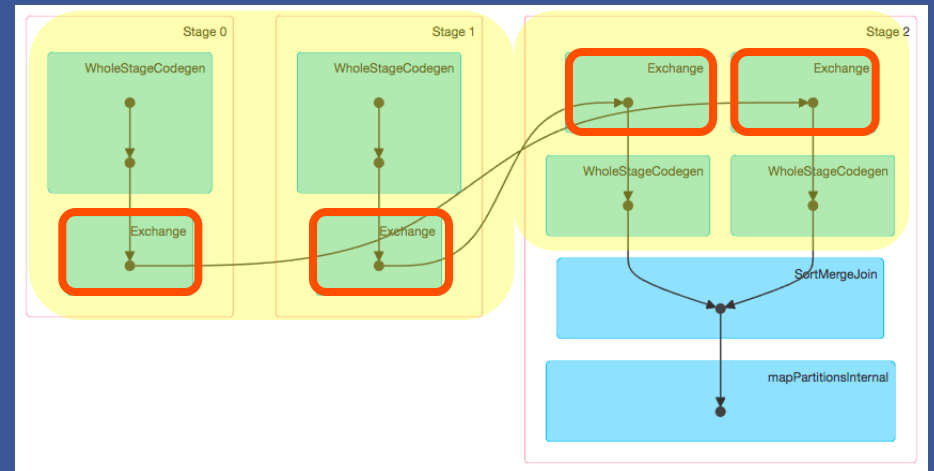 Stage 0
WholeStageCodegen
Exchange
Stage 1
WholeStageCodegen
Exchange
Stage 2
Exchange
Exchange
WholeStageCodegen
WholeStageCodegen
SortMergeJoin
mapPartitionsInternal